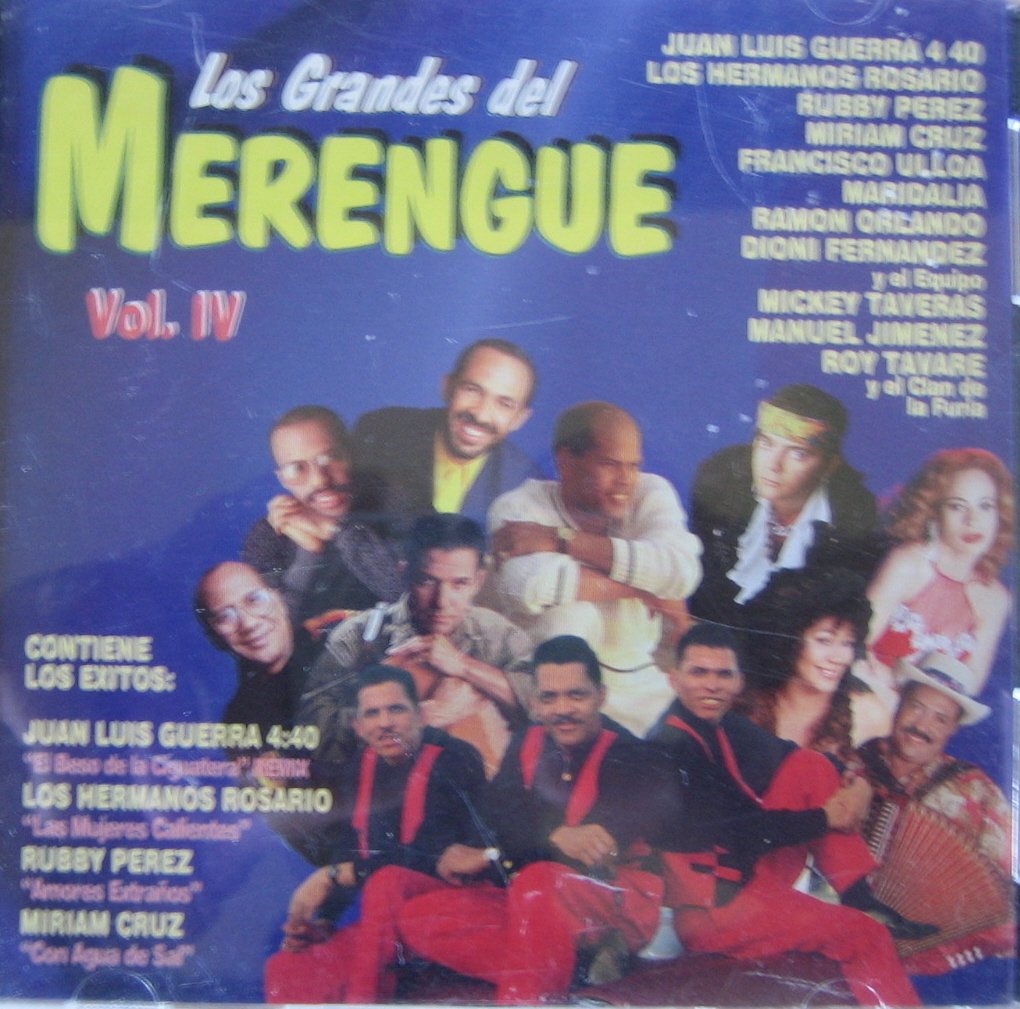 Los Grandes del
MERENGUE
Vol. IV
JUAN LUIS GUERRA 4 40
LOS HERMANOS ROSARIO
RUBBY PEREZ
MIRIAM CRUZ
FRANCISCO ULLOA
MARIDALIA
RAMON ORLANDO
DIONI FERNANDEZ
y el Equipo
MICKEY TAVERAS
MANUEL JIMENEZ
ROY TAVARE
y el Clan de
la Furia
CONTIENE
LOS EXITOS:
JUAN LUIS GUERRA 4:40
"El Beso de la Ciguatera" REMIX
LOS HERMANOS ROSARIO
"Las Mujeres Calientes"
RUBBY PEREZ
"Amores Extraños"
MIRIAM CRUZ
"Con Agua de Sal"